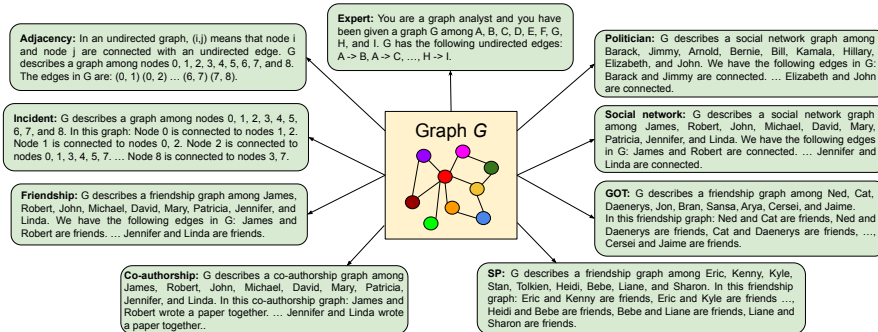 Adjacency: In an undirected graph, (i,j) means that node i
and node j are connected with an undirected edge. G
describes a graph among nodes 0, 1, 2, 3, 4, 5, 6, 7, and 8.
The edges in G are: (0, 1) (0, 2) … (6, 7) (7, 8).
Expert: You are a graph analyst and you have
been given a graph G among A, B, C, D, E, F, G,
H, and I. G has the following undirected edges:
A -> B, A -> C, …, H -> I.
Politician: G describes a social network graph among
Barack, Jimmy, Arnold, Bernie, Bill, Kamala, Hillary,
Elizabeth, and John. We have the following edges in G:
Barack and Jimmy are connected. … Elizabeth and John
are connected.
Incident: G describes a graph among nodes 0, 1, 2, 3, 4, 5,
6, 7, and 8. In this graph: Node 0 is connected to nodes 1, 2.
Node 1 is connected to nodes 0, 2. Node 2 is connected to
nodes 0, 1, 3, 4, 5, 7. … Node 8 is connected to nodes 3, 7.
Graph G
Social network: G describes a social network graph
among James, Robert, John, Michael, David, Mary,
Patricia, Jennifer, and Linda. We have the following edges
in G: James and Robert are connected. … Jennifer and
Linda are connected.
Friendship: G describes a friendship graph among James,
Robert, John, Michael, David, Mary, Patricia, Jennifer, and
Linda. We have the following edges in G: James and
Robert are friends. … Jennifer and Linda are friends.
GOT: G describes a friendship graph among Ned, Cat,
Daenerys, Jon, Bran, Sansa, Arya, Cersei, and Jaime.
In this friendship graph: Ned and Cat are friends, Ned and
Daenerys are friends, Cat and Daenerys are friends, …,
Cersei and Jaime are friends.
Co-authorship: G describes a co-authorship graph among
James, Robert, John, Michael, David, Mary, Patricia,
Jennifer, and Linda. In this co-authorship graph: James and
Robert wrote a paper together. … Jennifer and Linda wrote
a paper together..
SP: G describes a friendship graph among Eric, Kenny, Kyle,
Stan, Tolkien, Heidi, Bebe, Liane, and Sharon. In this friendship
graph: Eric and Kenny are friends, Eric and Kyle are friends …,
Heidi and Bebe are friends, Bebe and Liane are friends, Liane and
Sharon are friends.